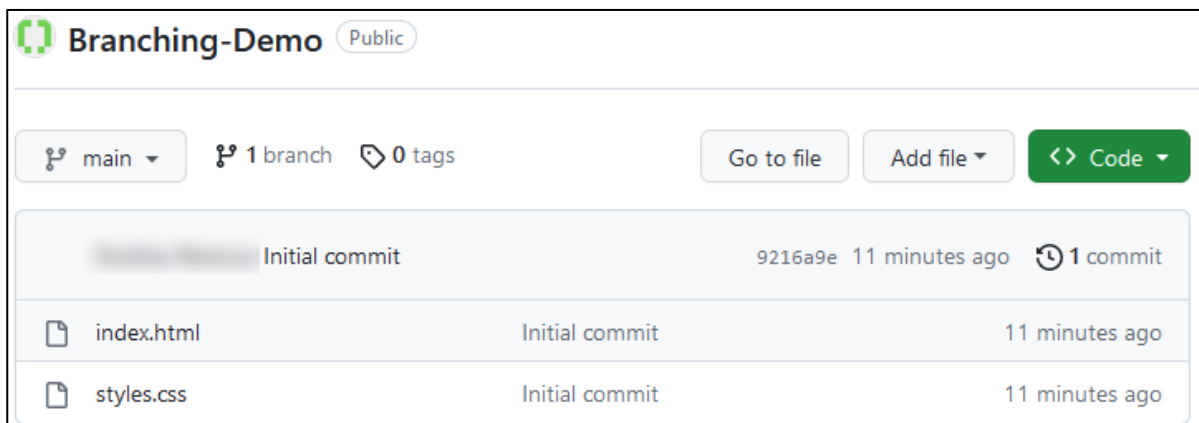 Branching-Demo Public
main 1 branch 0 tags Go to file Add file Code
Initial commit 9216a9e 11 minutes ago 1 commit
index.html Initial commit 11 minutes ago
styles.css Initial commit 11 minutes ago